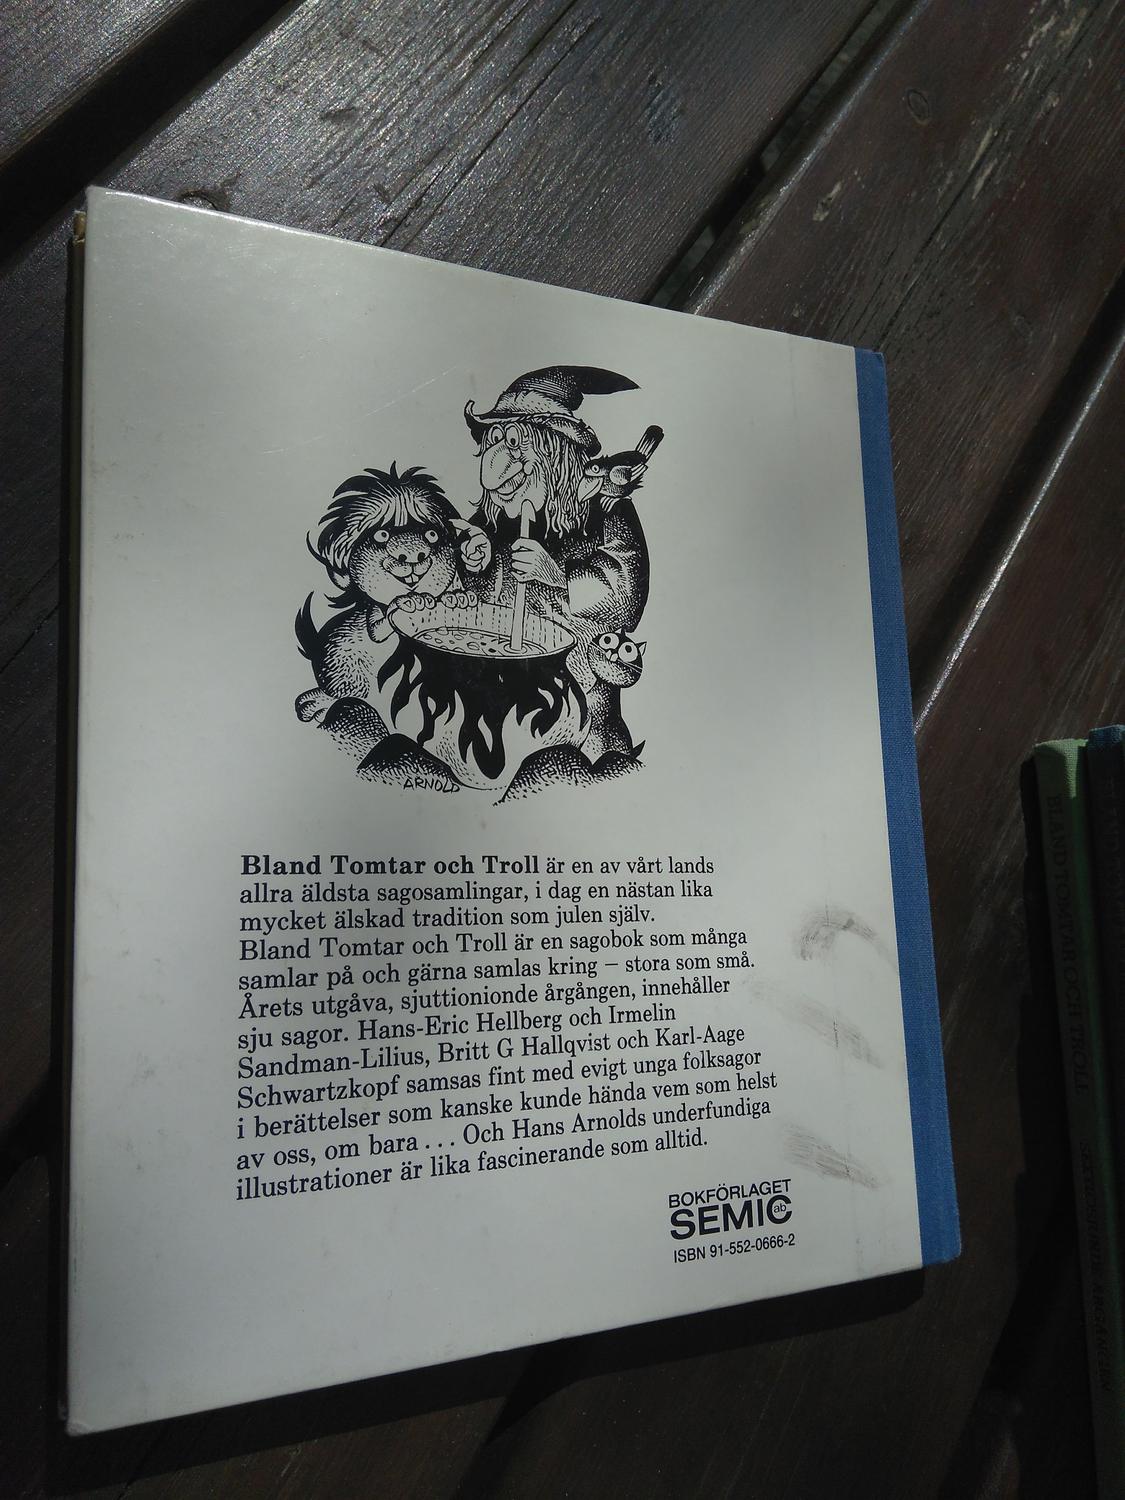 ARNOLD
Bland Tomtar och Troll är en av vårt lands
allra äldsta sagosamlingar, i dag en nästan lika
mycket älskad tradition som julen själv.
Bland Tomtar och Troll är en sagobok som många
samlar på och gärna samlas kring – stora som små.
Årets utgåva, sjuttionionde årgången, innehåller
sju sagor. Hans-Eric Hellberg och Irmelin
Sandman-Lilius, Britt G Hallqvist och Karl-Aage
Schwartzkopf samsas fint med evigt unga folksagor
i berättelser som kanske kunde hända vem som helst
av oss, om bara . . . Och Hans Arnolds underfundiga
illustrationer är lika fascinerande som alltid.
BOKFÖRLAGET
SEMIC ab
ISBN 91-552-0666-2
BLAND TOMTAR OCH TROLL